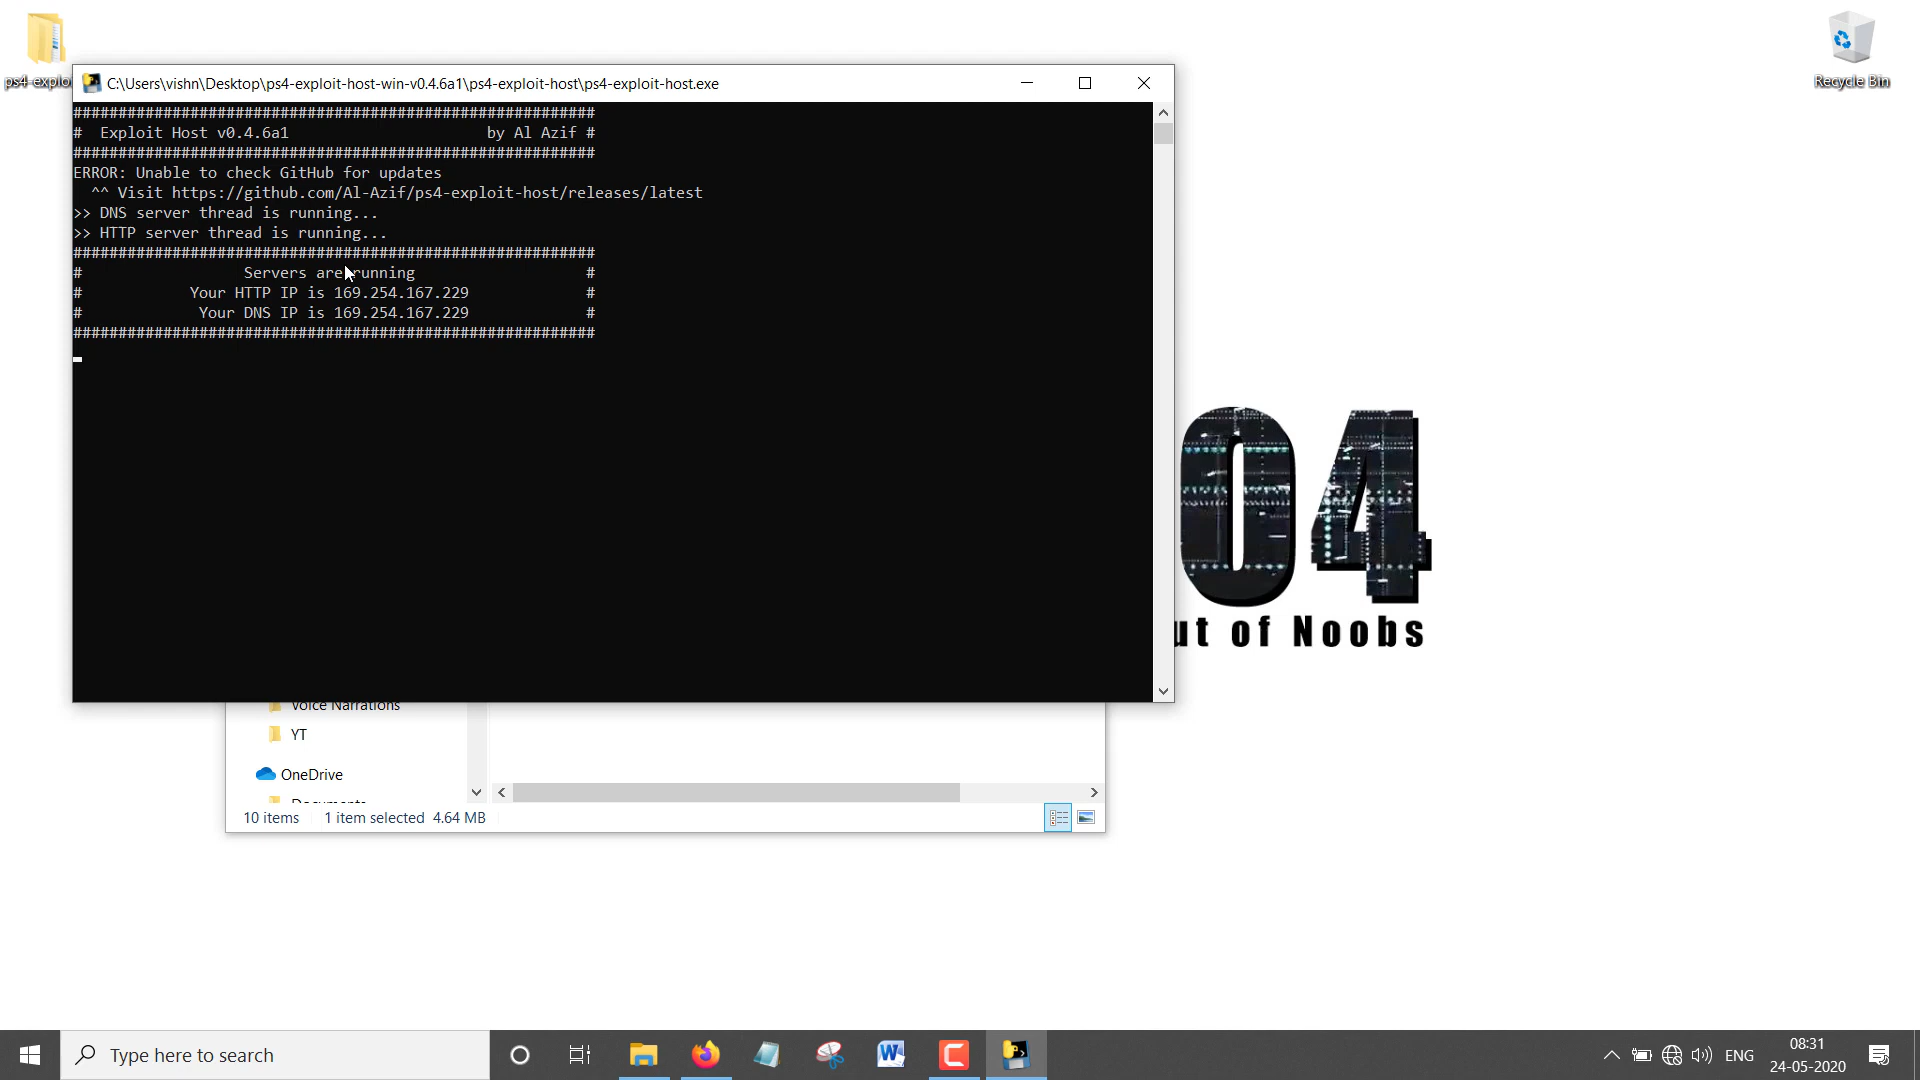 ps4-exploi
Recycle Bin
C:\Users\vishn\Desktop\ps4-exploit-host-win-v0.4.6a1\ps4-exploit-host\ps4-exploit-host.exe
##########################################################
#  Exploit Host v0.4.6a1                      by Al Azif #
##########################################################
ERROR: Unable to check GitHub for updates
  ^^ Visit https://github.com/Al-Azif/ps4-exploit-host/releases/latest
>> DNS server thread is running...
>> HTTP server thread is running...
##########################################################
#                  Servers are running                   #
#            Your HTTP IP is 169.254.167.229             #
#             Your DNS IP is 169.254.167.229             #
##########################################################
04
ut of Noobs
Voice Narrations
YT
OneDrive
Documents
10 items
1 item selected  4.64 MB
Type here to search
ENG
08:31
24-05-2020